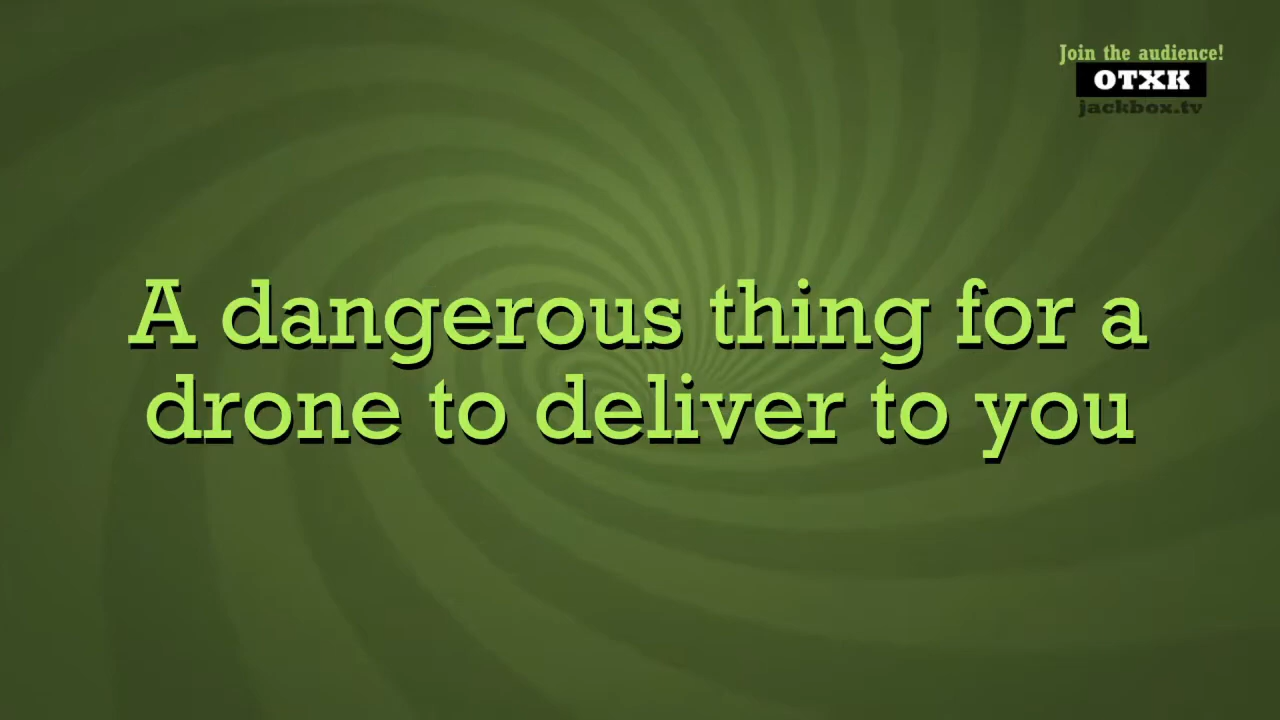 Join the audience!
OTXK
jackbox.tv
A dangerous thing for a
drone to deliver to you